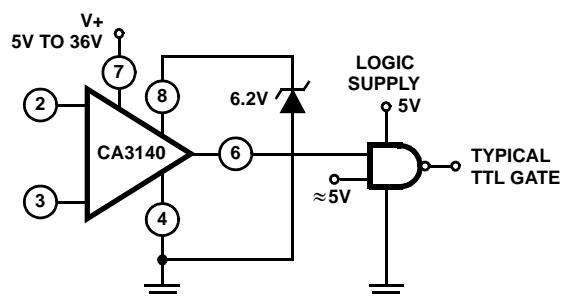 V+
5V TO 36V
7
8
2
6.2V
LOGIC
SUPPLY
5V
CA3140
6
TYPICAL
TTL GATE
≈5V
3
4